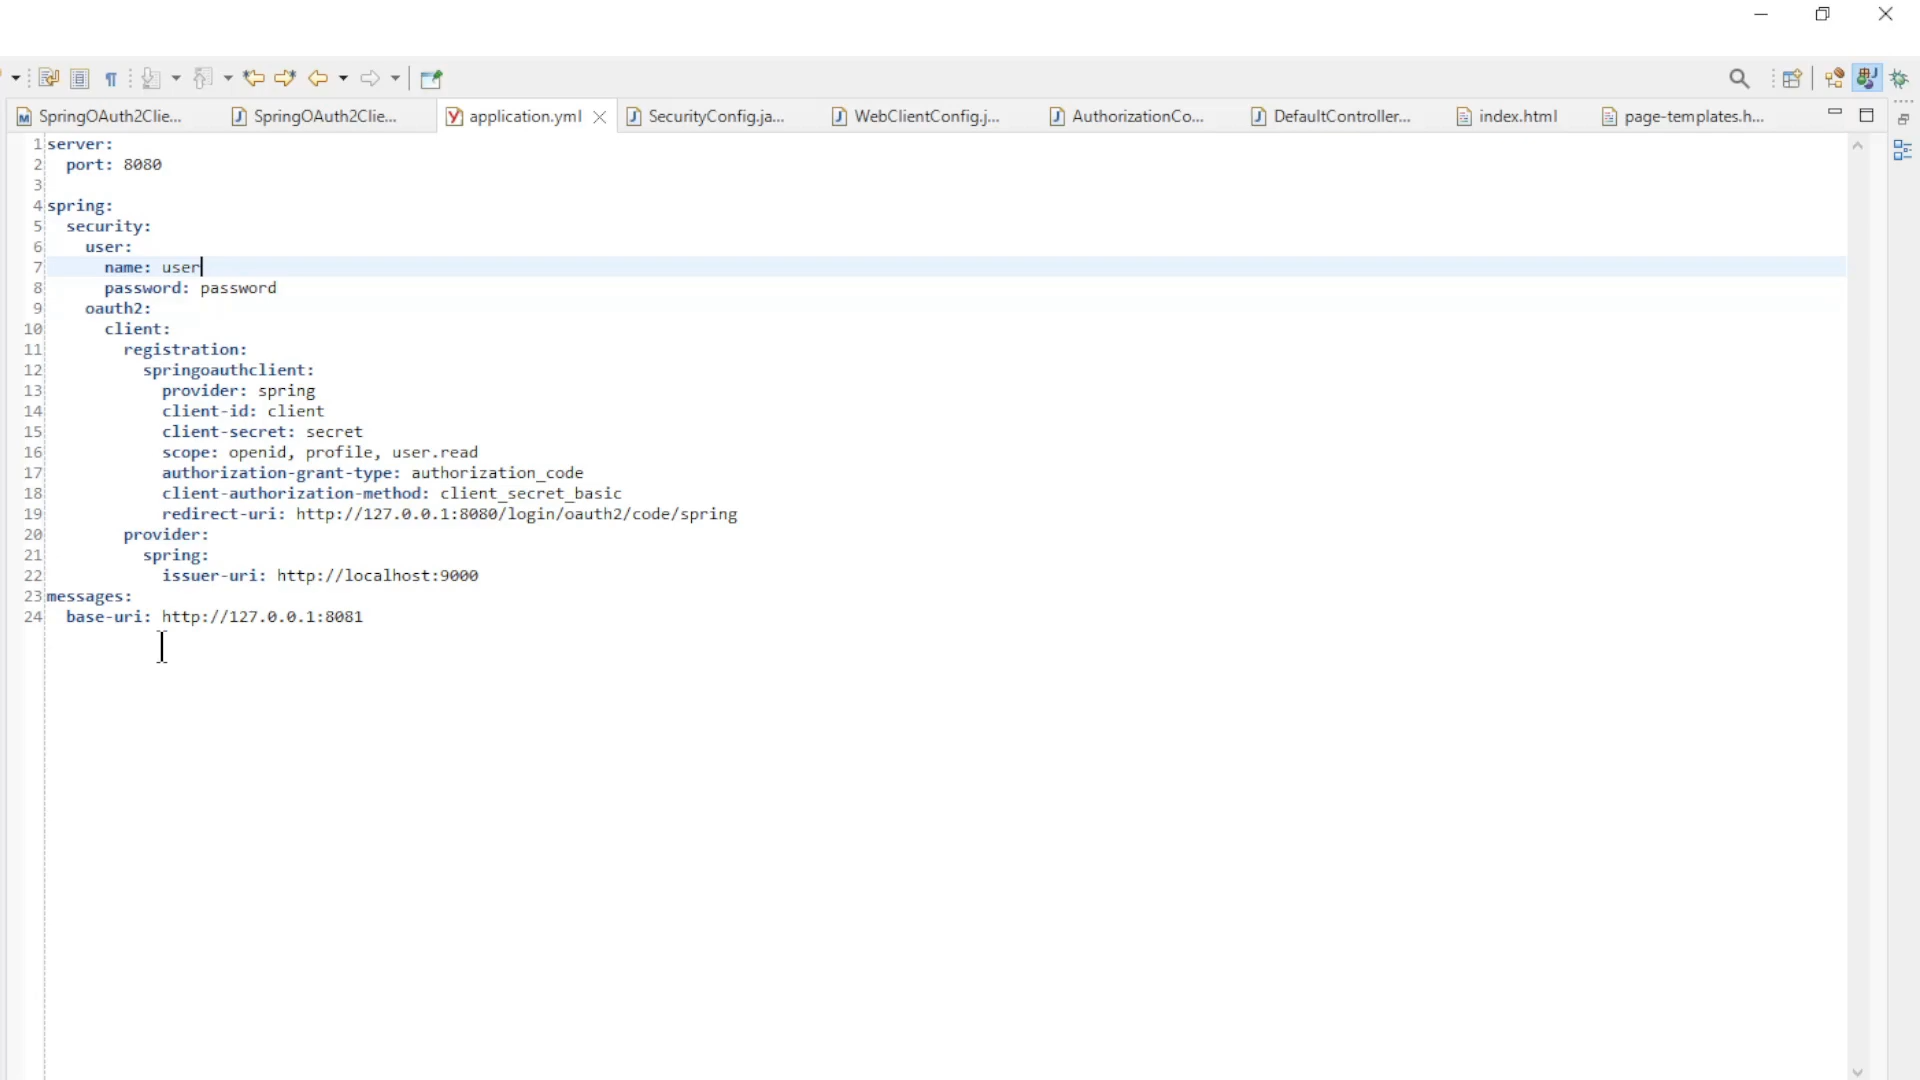 SpringOAuth2Clie...
SpringOAuth2Clie...
application.yml
SecurityConfig.ja...
WebClientConfig.j...
AuthorizationCo...
DefaultController...
index.html
page-templates.h...
1 server:
2   port: 8080
3
4 spring:
5   security:
6     user:
7       name: user
8       password: password
9     oauth2:
10       client:
11         registration:
12           springoauthclient:
13             provider: spring
14             client-id: client
15             client-secret: secret
16             scope: openid, profile, user.read
17             authorization-grant-type: authorization_code
18             client-authorization-method: client_secret_basic
19             redirect-uri: http://127.0.0.1:8080/login/oauth2/code/spring
20         provider:
21           spring:
22             issuer-uri: http://localhost:9000
23 messages:
24   base-uri: http://127.0.0.1:8081